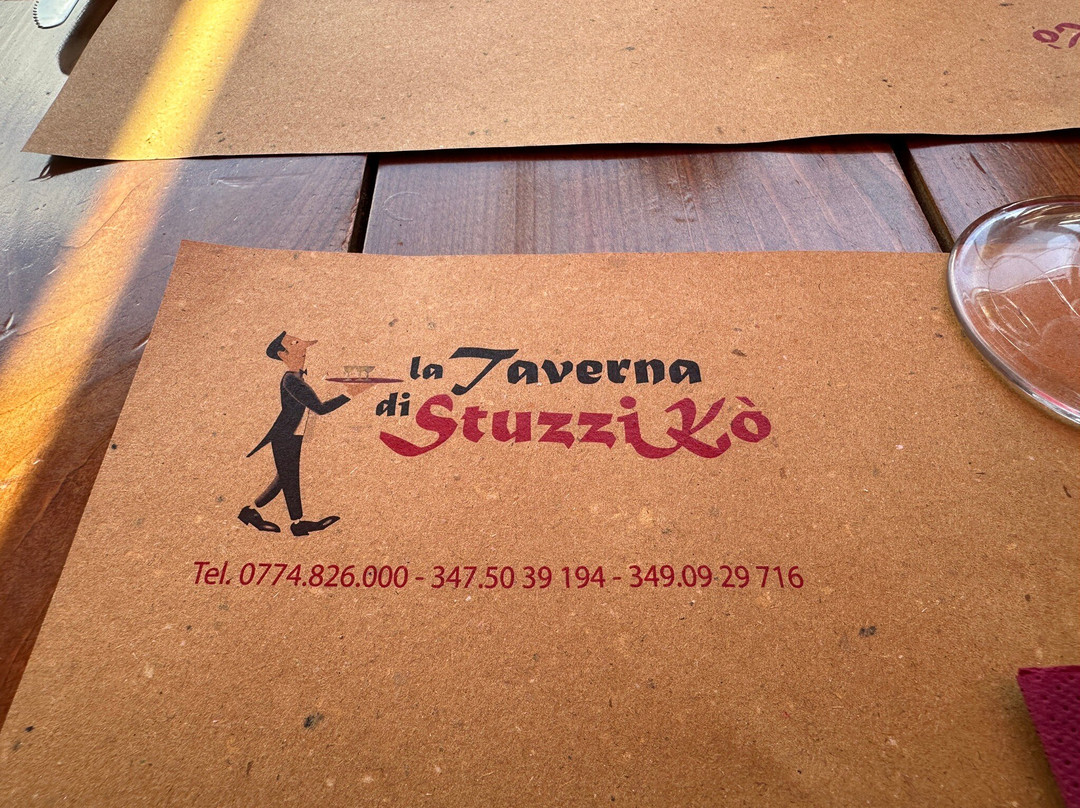 la Taverna
di StuzziKò
Tel. 0774.826.000 - 347.50 39 194 - 349.09 29 716